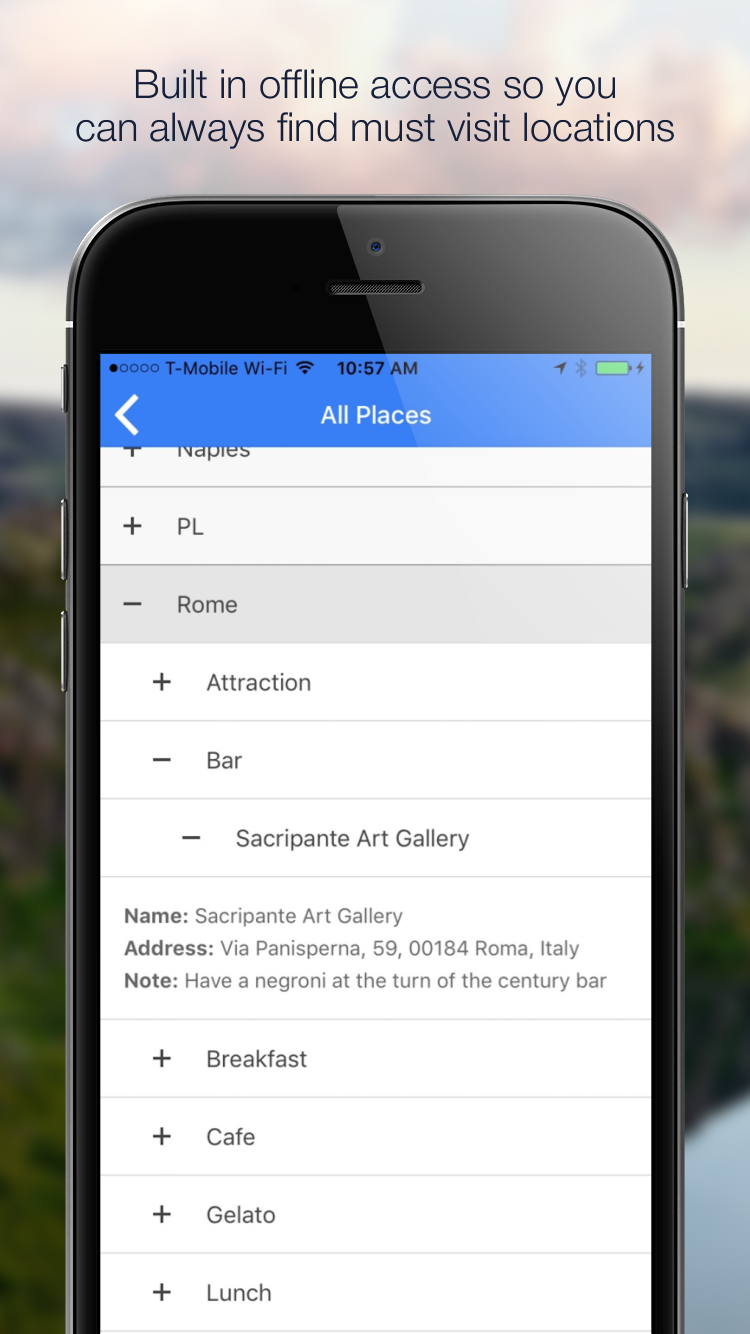 Built in offline access so you
can always find must visit locations
T-Mobile Wi-Fi 10:57 AM
All Places
+ Naples
+ PL
− Rome
+ Attraction
− Bar
− Sacripante Art Gallery
Name: Sacripante Art Gallery
Address: Via Panisperna, 59, 00184 Roma, Italy
Note: Have a negroni at the turn of the century bar
+ Breakfast
+ Cafe
+ Gelato
+ Lunch